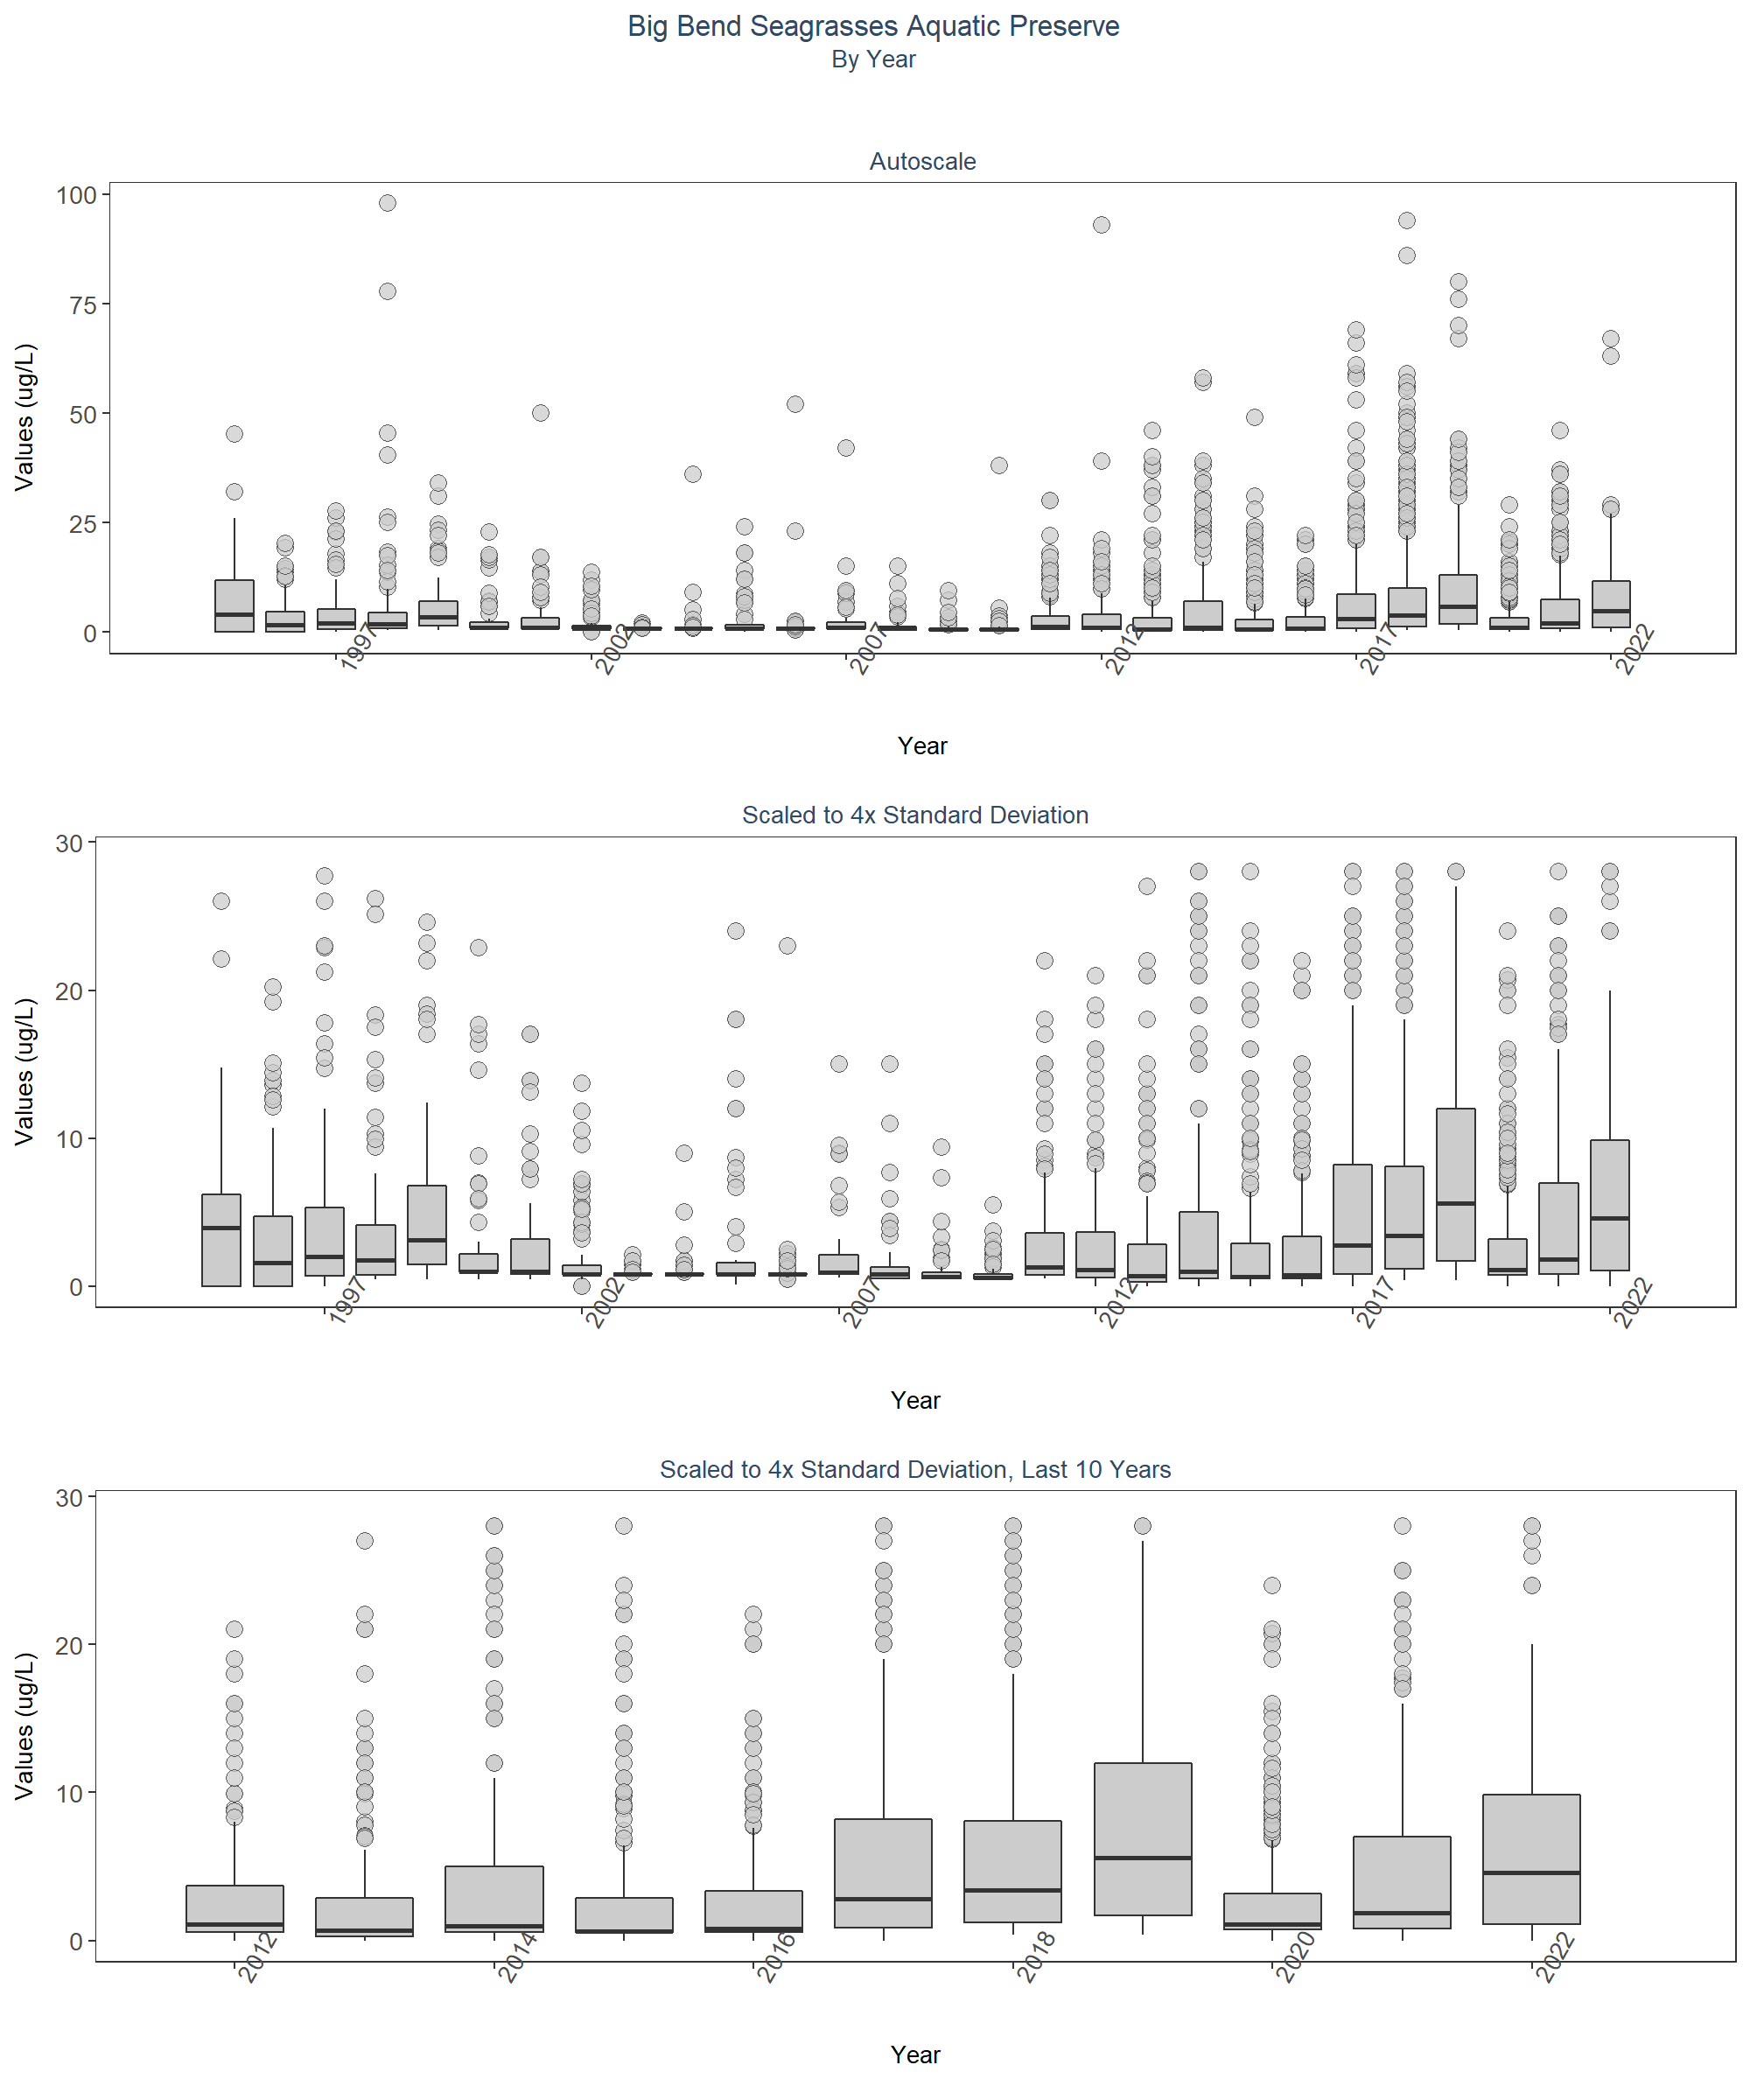 Big Bend Seagrasses Aquatic Preserve
By Year
Autoscale
100
75
50
25
0
Values (ug/L)
1997
2002
2007
2012
2017
2022
Year
Scaled to 4x Standard Deviation
30
20
10
0
Values (ug/L)
1997
2002
2007
2012
2017
2022
Year
Scaled to 4x Standard Deviation, Last 10 Years
30
20
10
0
Values (ug/L)
2012
2014
2016
2018
2020
2022
Year